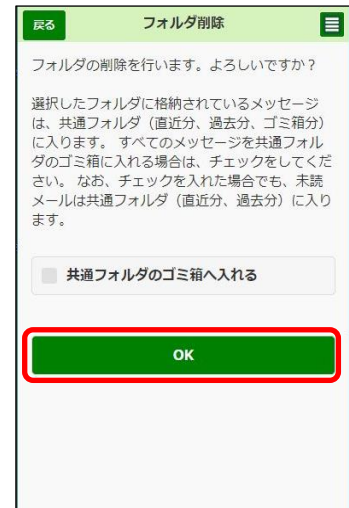 戻る フォルダ削除
フォルダの削除を行います。よろしいですか？
選択したフォルダに格納されているメッセージ
は、共通フォルダ（直近分、過去分、ゴミ箱分）
に入ります。 すべてのメッセージを共通フォル
ダのゴミ箱に入れる場合は、チェックをしてくだ
さい。 なお、チェックを入れた場合でも、未読
メールは共通フォルダ（直近分、過去分）に入り
ます。
共通フォルダのゴミ箱へ入れる
OK